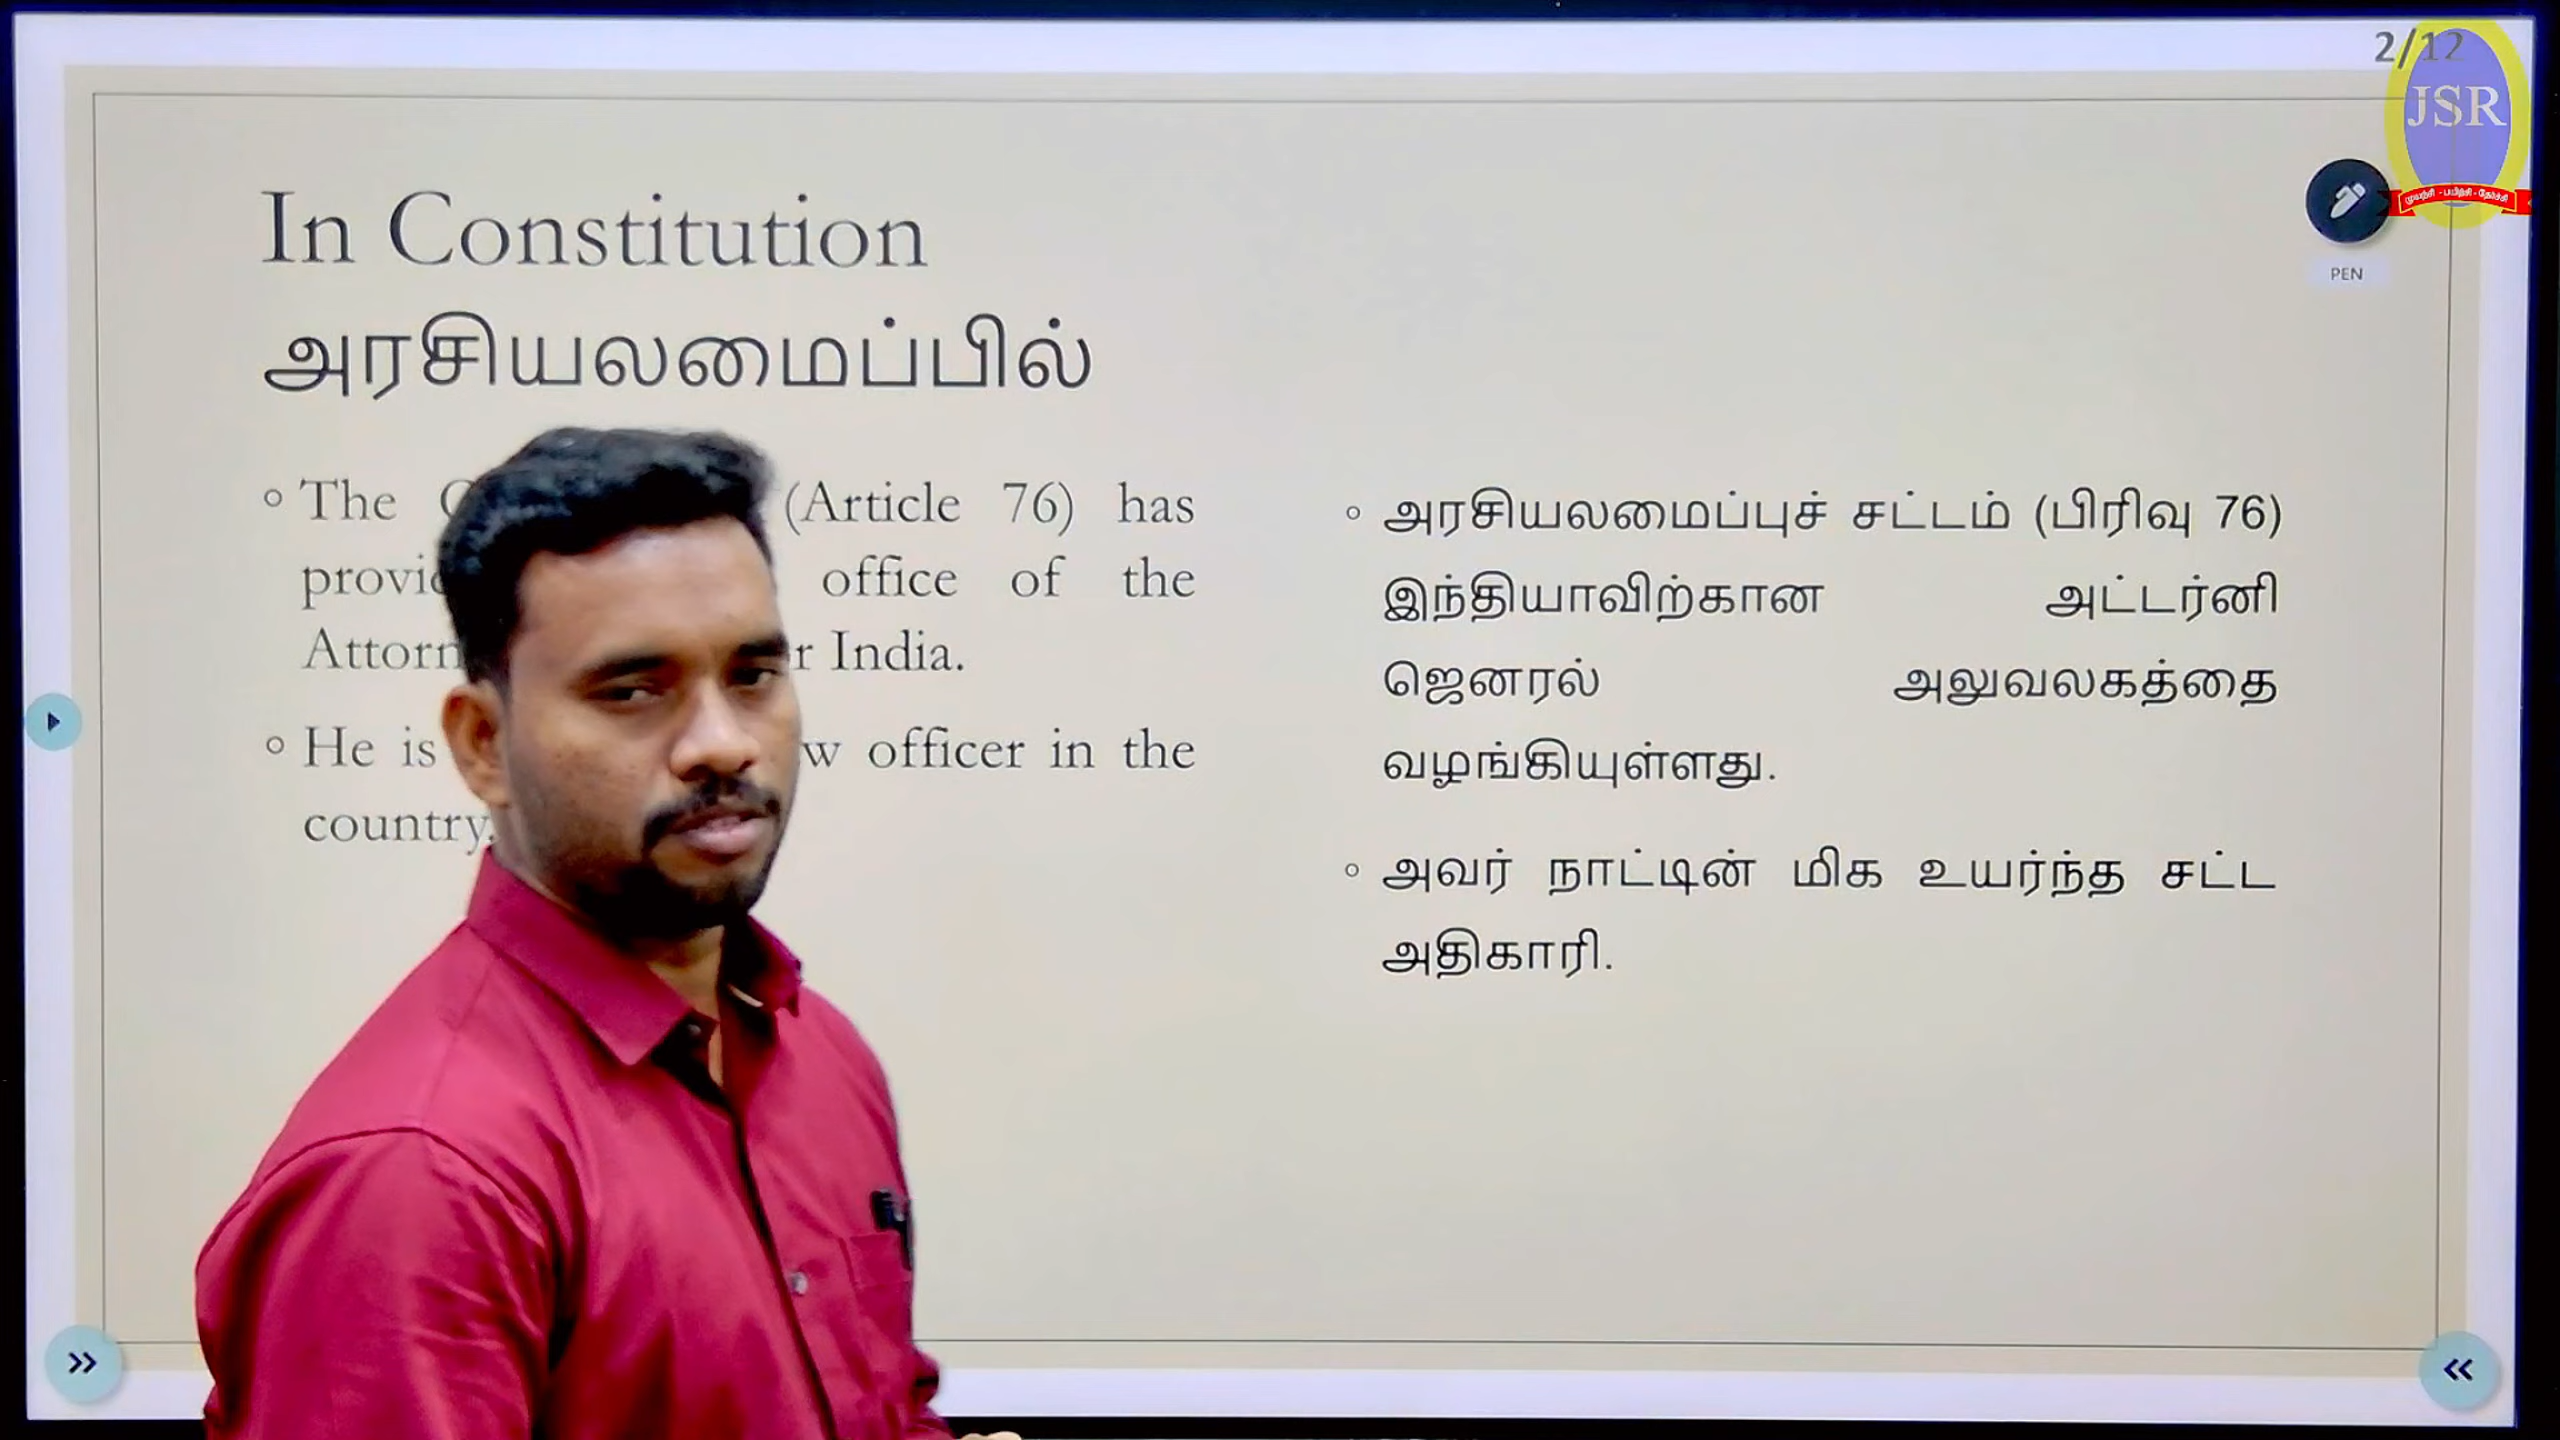 2/12
JSR
முயற்சி - பயிற்சி - தேர்ச்சி
PEN
In Constitution
அரசியலமைப்பில்
The (Article 76) has
office of the
India.
He is officer in the
country.
அரசியலமைப்புச் சட்டம் (பிரிவு 76)
இந்தியாவிற்கான அட்டர்னி
ஜெனரல் அலுவலகத்தை
வழங்கியுள்ளது.
அவர் நாட்டின் மிக உயர்ந்த சட்ட
அதிகாரி.